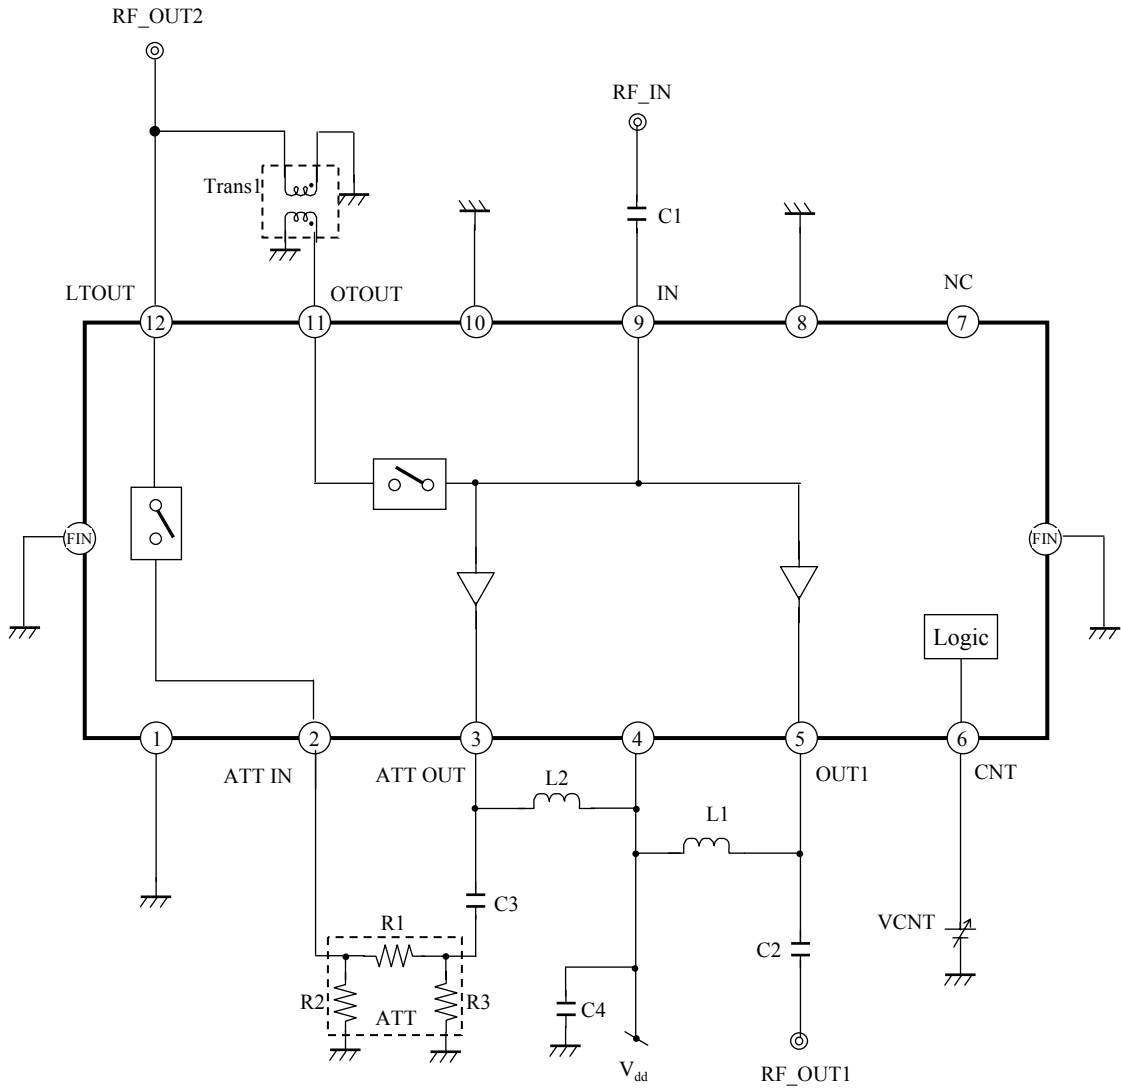 RF_OUT2
RF_IN
Trans1
C1
LTOUT
OTOUT
IN
NC
12
11
10
9
8
7
FIN
FIN
Logic
1
2
3
4
5
6
ATT IN
ATT OUT
OUT1
CNT
L2
L1
C3
R1
VCNT
C2
R2
R3
C4
ATT
Vdd
RF_OUT1